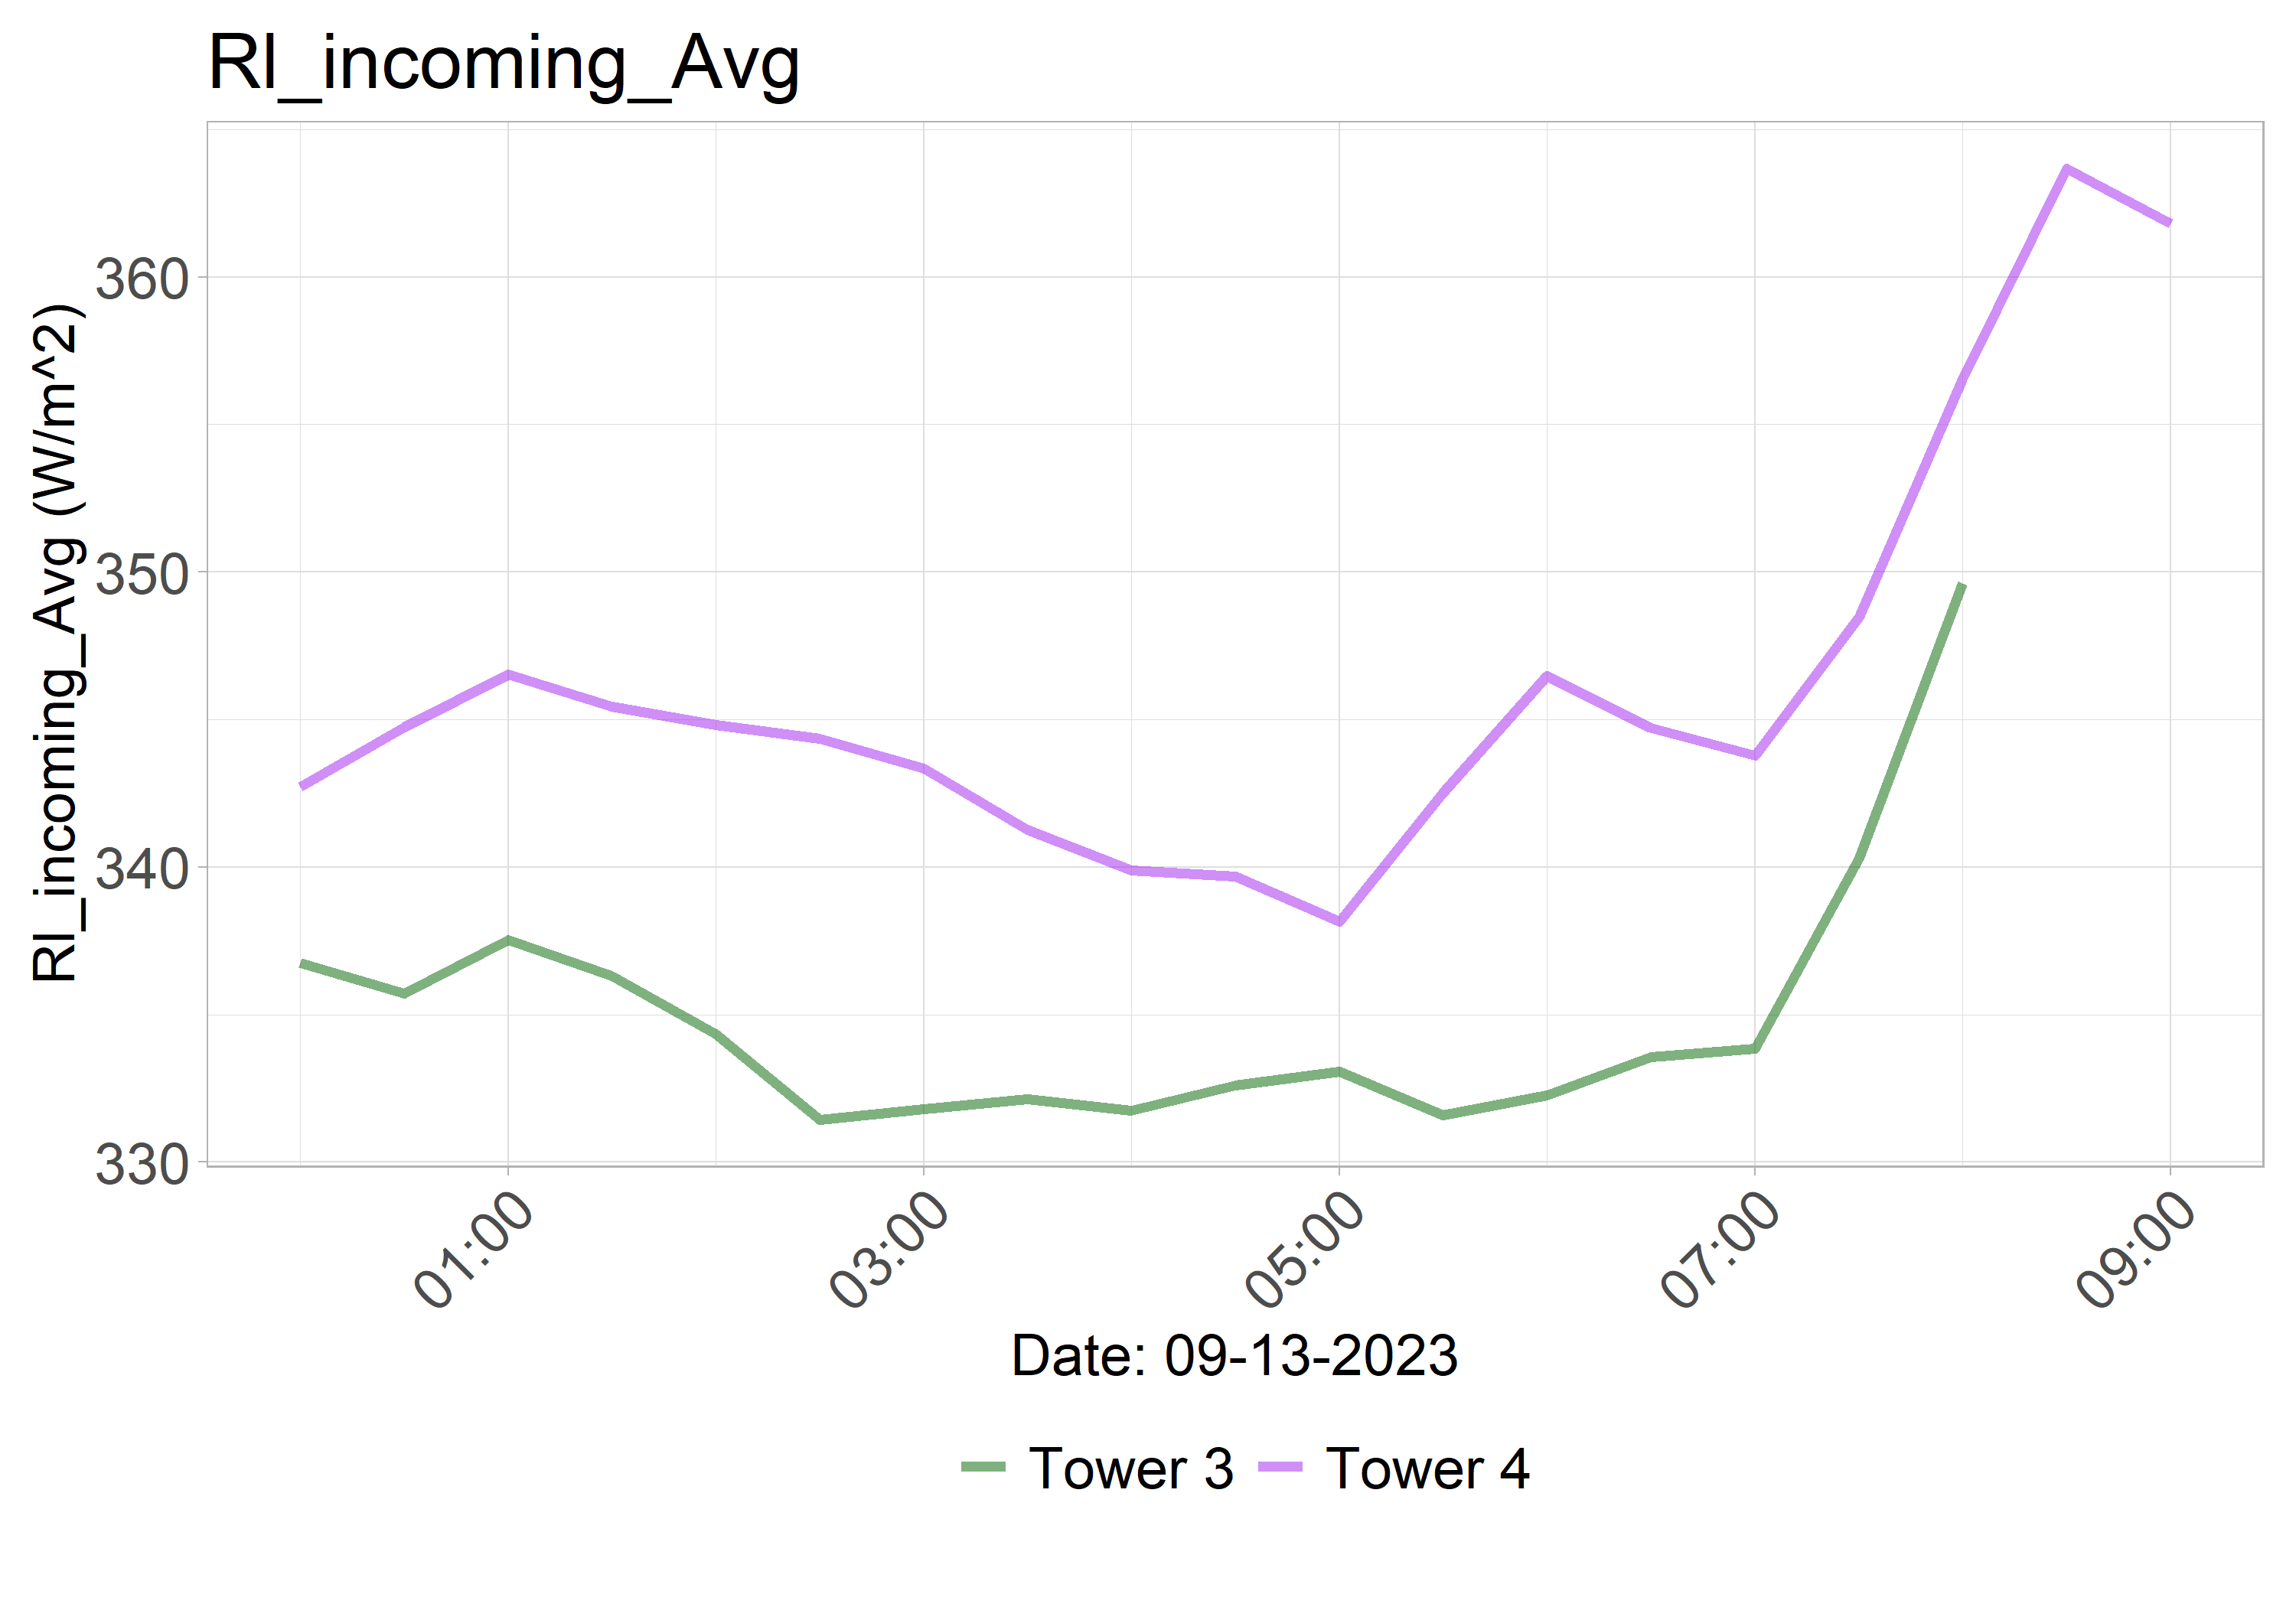 Rl_incoming_Avg
Rl_incoming_Avg (W/m^2)
360
350
340
330
01:00
03:00
05:00
07:00
09:00
Date: 09-13-2023
Tower 3
Tower 4